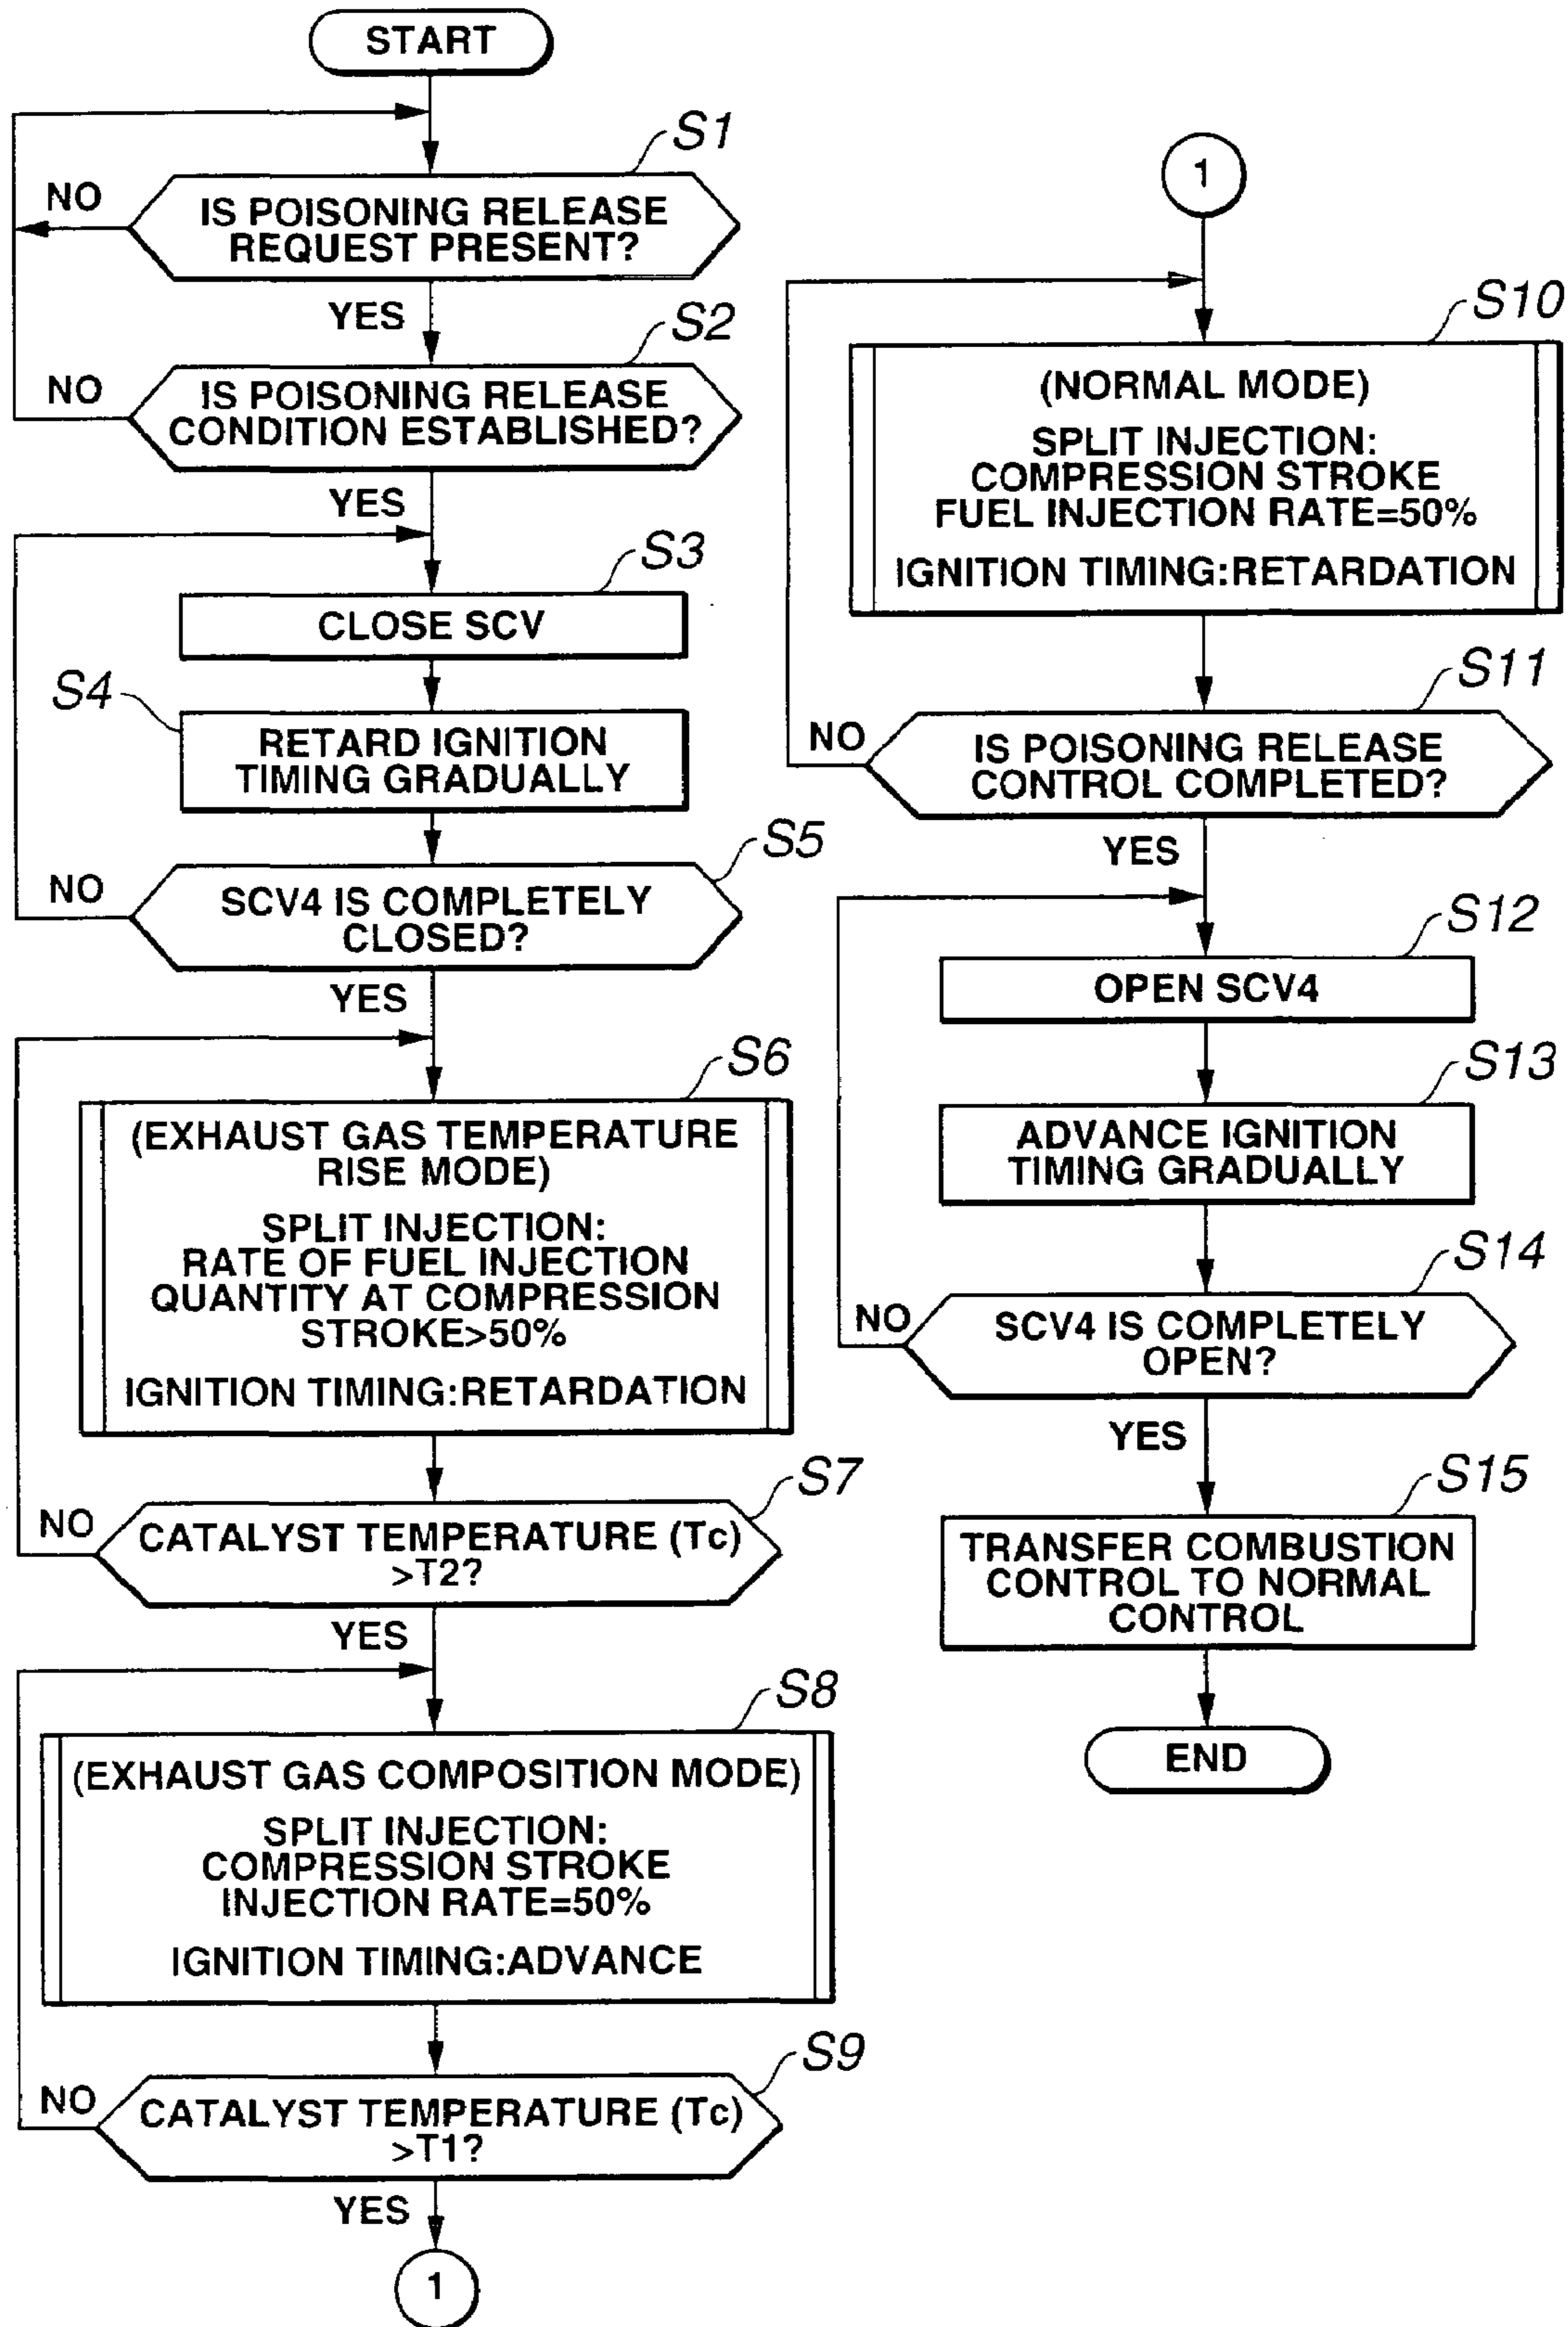 START
S1
NO
IS POISONING RELEASE
REQUEST PRESENT?
YES
S2
NO
IS POISONING RELEASE
CONDITION ESTABLISHED?
YES
S3
CLOSE SCV
S4
RETARD IGNITION
TIMING GRADUALLY
S5
NO
SCV4 IS COMPLETELY
CLOSED?
YES
S6
(EXHAUST GAS TEMPERATURE
RISE MODE)
SPLIT INJECTION:
RATE OF FUEL INJECTION
QUANTITY AT COMPRESSION
STROKE>50%
IGNITION TIMING:RETARDATION
S7
NO
CATALYST TEMPERATURE (Tc)
>T2?
YES
S8
(EXHAUST GAS COMPOSITION MODE)
SPLIT INJECTION:
COMPRESSION STROKE
INJECTION RATE=50%
IGNITION TIMING:ADVANCE
S9
NO
CATALYST TEMPERATURE (Tc)
>T1?
YES
1
1
S10
(NORMAL MODE)
SPLIT INJECTION:
COMPRESSION STROKE
FUEL INJECTION RATE=50%
IGNITION TIMING:RETARDATION
S11
NO
IS POISONING RELEASE
CONTROL COMPLETED?
YES
S12
OPEN SCV4
S13
ADVANCE IGNITION
TIMING GRADUALLY
S14
NO
SCV4 IS COMPLETELY
OPEN?
YES
S15
TRANSFER COMBUSTION
CONTROL TO NORMAL
CONTROL
END